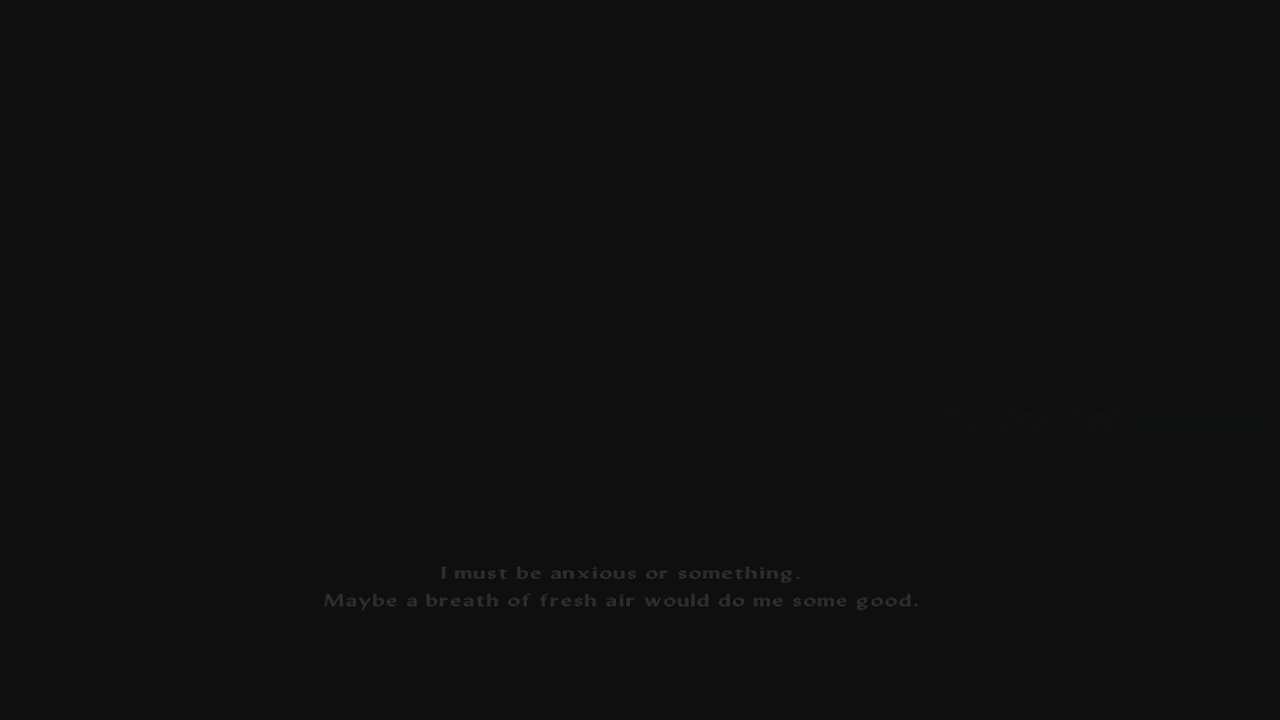 I must be anxious or something.
Maybe a breath of fresh air would do me some good.